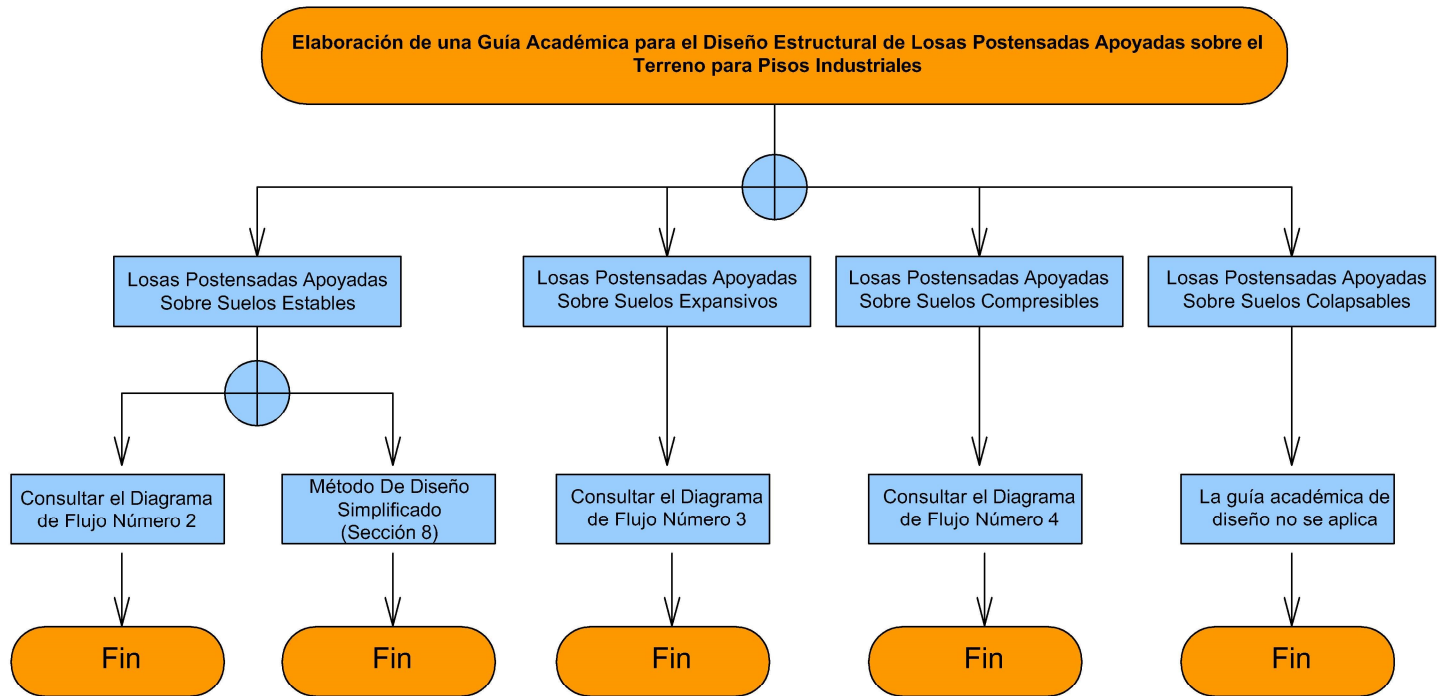 Elaboración de una Guía Académica para el Diseño Estructural de Losas Postensadas Apoyadas sobre el
Terreno para Pisos Industriales
Losas Postensadas Apoyadas
Sobre Suelos Estables
Losas Postensadas Apoyadas
Sobre Suelos Expansivos
Losas Postensadas Apoyadas
Sobre Suelos Compresibles
Losas Postensadas Apoyadas
Sobre Suelos Colapsables
Consultar el Diagrama
de Flujo Número 2
Método De Diseño
Simplificado
(Sección 8)
Consultar el Diagrama
de Flujo Número 3
Consultar el Diagrama
de Flujo Número 4
La guía académica de
diseño no se aplica
Fin
Fin
Fin
Fin
Fin